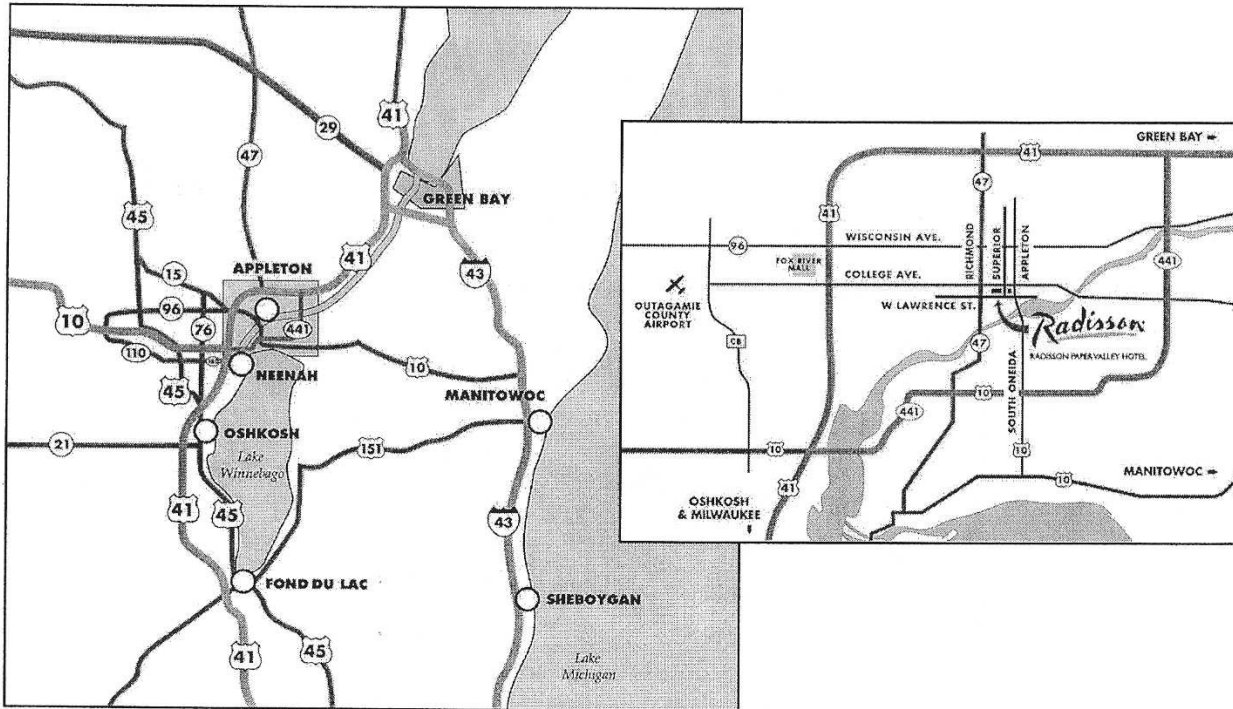 41
29
47
GREEN BAY
45
41
43
APPLETON
15
96
10
76
441
110
NEENAH
10
45
MANITOWOC
OSHKOSH
21
Lake
Winnebago
151
41
45
43
FOND DU LAC
SHEBOYGAN
41
45
Lake
Michigan
GREEN BAY
41
47
41
WISCONSIN AVE.
96
RICHMOND
SUPERIOR
APPLETON
441
FOX RIVER
MALL
COLLEGE AVE.
OUTAGAMIE
COUNTY
AIRPORT
W LAWRENCE ST.
Radisson
RADISSON PAPER VALLEY HOTEL
CB
47
SOUTH ONEIDA
10
441
10
10
41
10
MANITOWOC
OSHKOSH
& MILWAUKEE